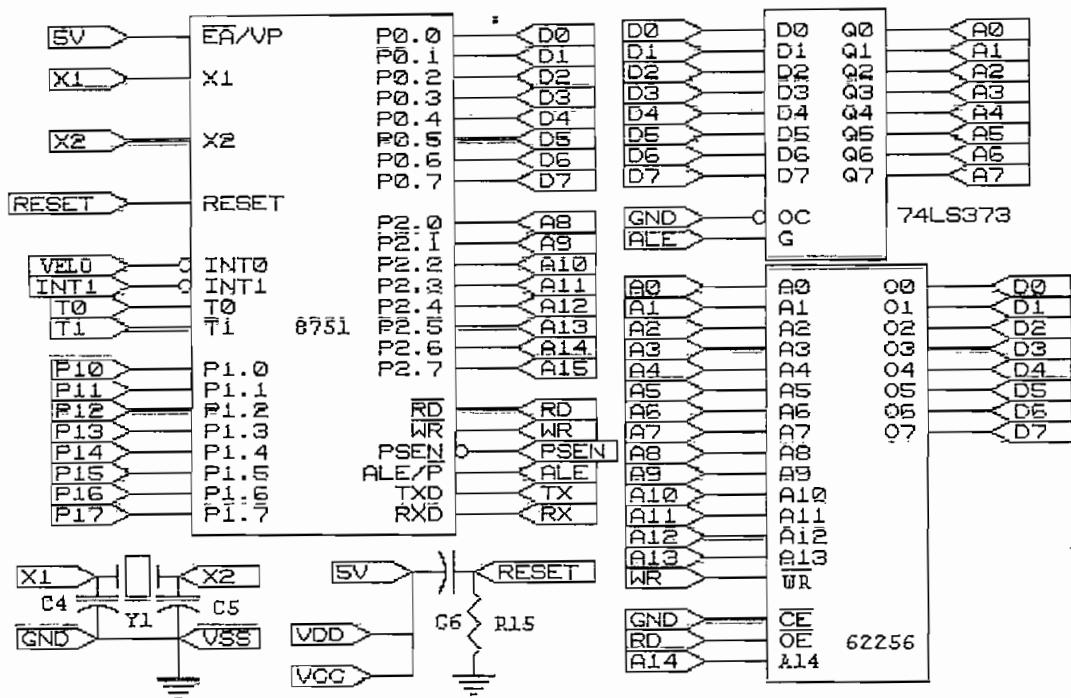 5V EA/VP P0.0 D0
X1 X1 P0.1 D1
P0.2 D2
P0.3 D3
P0.4 D4
X2 X2 P0.5 D5
P0.6 D6
P0.7 D7
RESET RESET
P2.0 A8
P2.1 A9
VEL0 INT0 P2.2 A10
INT1 INT1 P2.3 A11
T0 T0 P2.4 A12
T1 T1 8751 P2.5 A13
P2.6 A14
P10 P1.0 P2.7 A15
P11 P1.1
P12 P1.2 RD RD
P13 P1.3 WR WR
P14 P1.4 PSEN PSEN
P15 P1.5 ALE/P ALE
P16 P1.6 TXD TX
P17 P1.7 RXD RX
D0 D0 Q0 A0
D1 D1 Q1 A1
D2 D2 Q2 A2
D3 D3 Q3 A3
D4 D4 Q4 A4
D5 D5 Q5 A5
D6 D6 Q6 A6
D7 D7 Q7 A7
GND OC 74LS373
ALE G
A0 A0 O0 D0
A1 A1 O1 D1
A2 A2 O2 D2
A3 A3 O3 D3
A4 A4 O4 D4
A5 A5 O5 D5
A6 A6 O6 D6
A7 A7 O7 D7
A8 A8
A9 A9
A10 A10
A11 A11
A12 A12
A13 A13
WR WR
GND CE
RD OE 62256
A14 A14
X1 X2
C4 Y1 C5
GND VSS
5V RESET
C6 R15
VDD
VCC